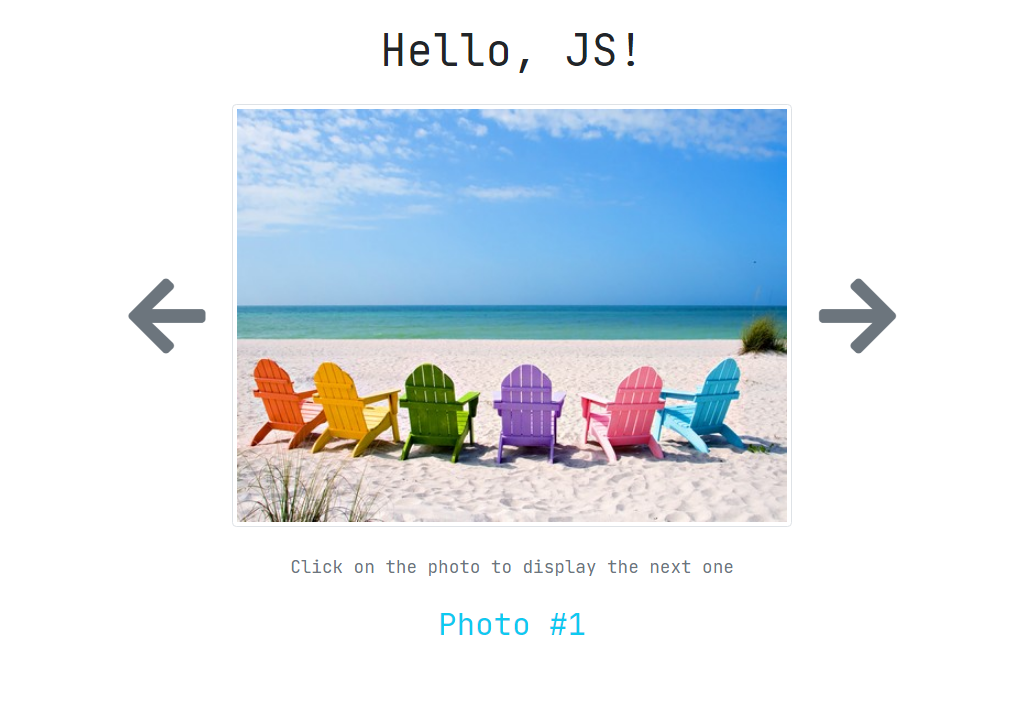 Hello, JS!
Click on the photo to display the next one
Photo #1